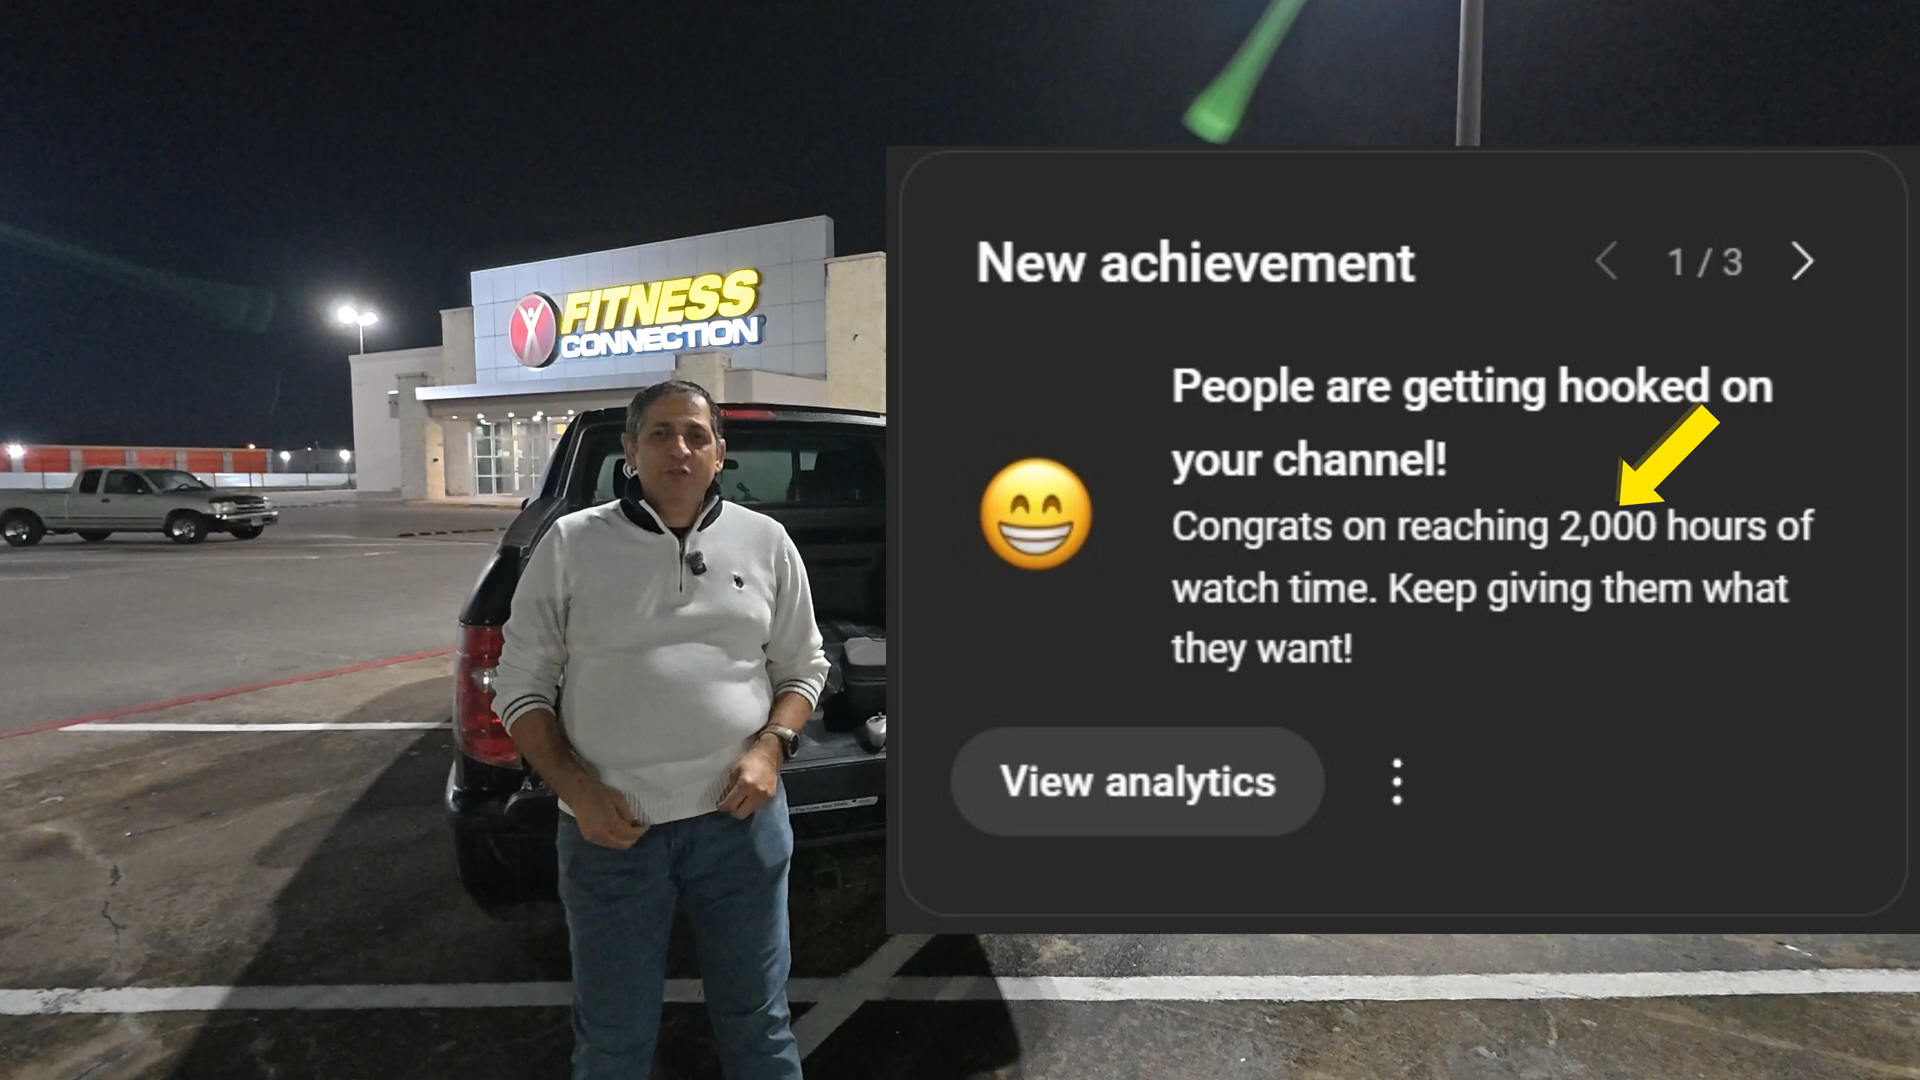 FITNESS
CONNECTION
New achievement
1 / 3
People are getting hooked on
your channel!
Congrats on reaching 2,000 hours of
watch time. Keep giving them what
they want!
View analytics